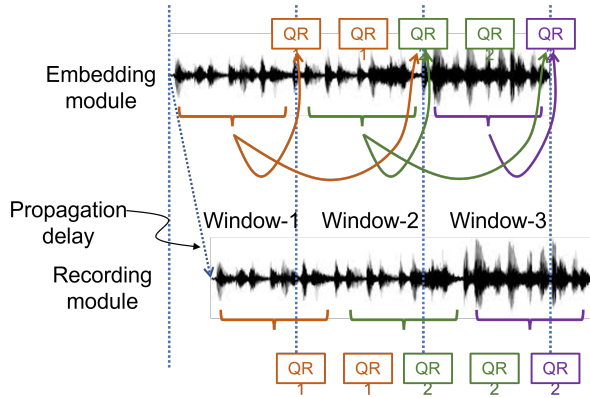 QR QR QR QR QR
1 2
Embedding
module
Propagation
delay
Window-1 Window-2 Window-3
Recording
module
QR QR QR QR QR
1 1 2 2 2